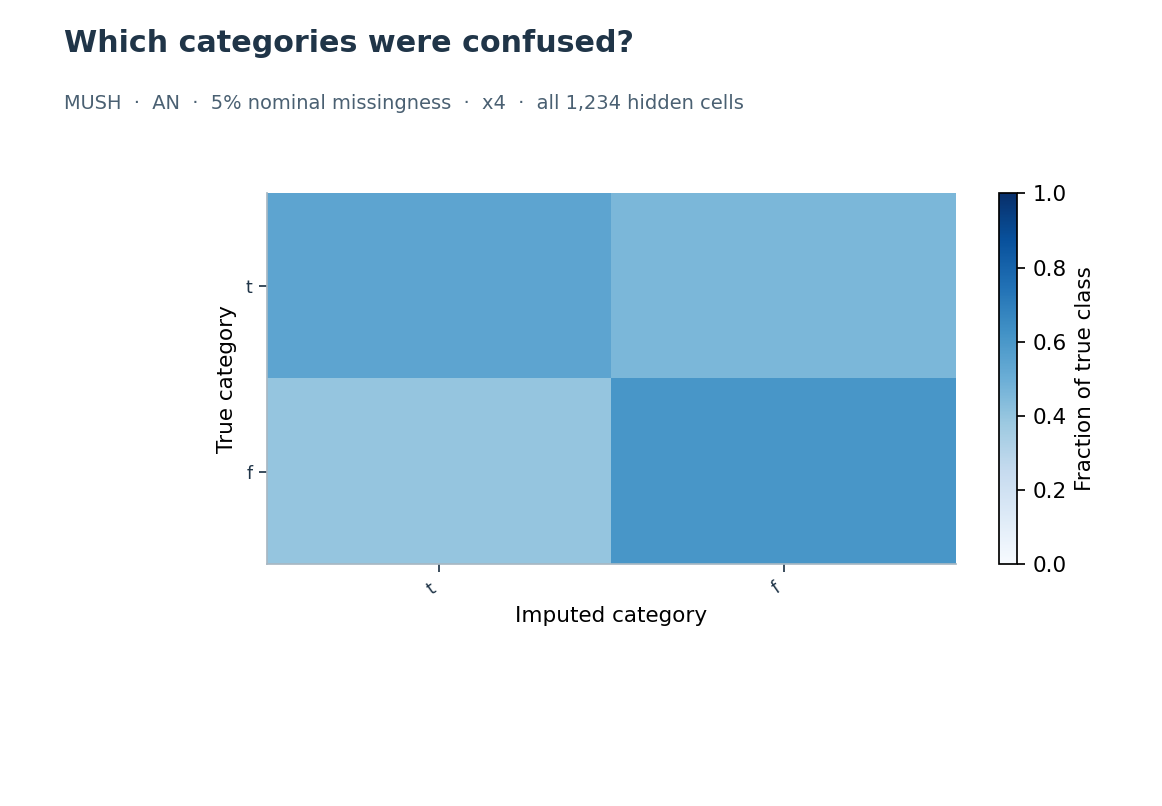 Which categories were confused?
MUSH · AN · 5% nominal missingness · x4 · all 1,234 hidden cells
True category
t
f
t
f
Imputed category
1.0
0.8
0.6
0.4
0.2
0.0
Fraction of true class